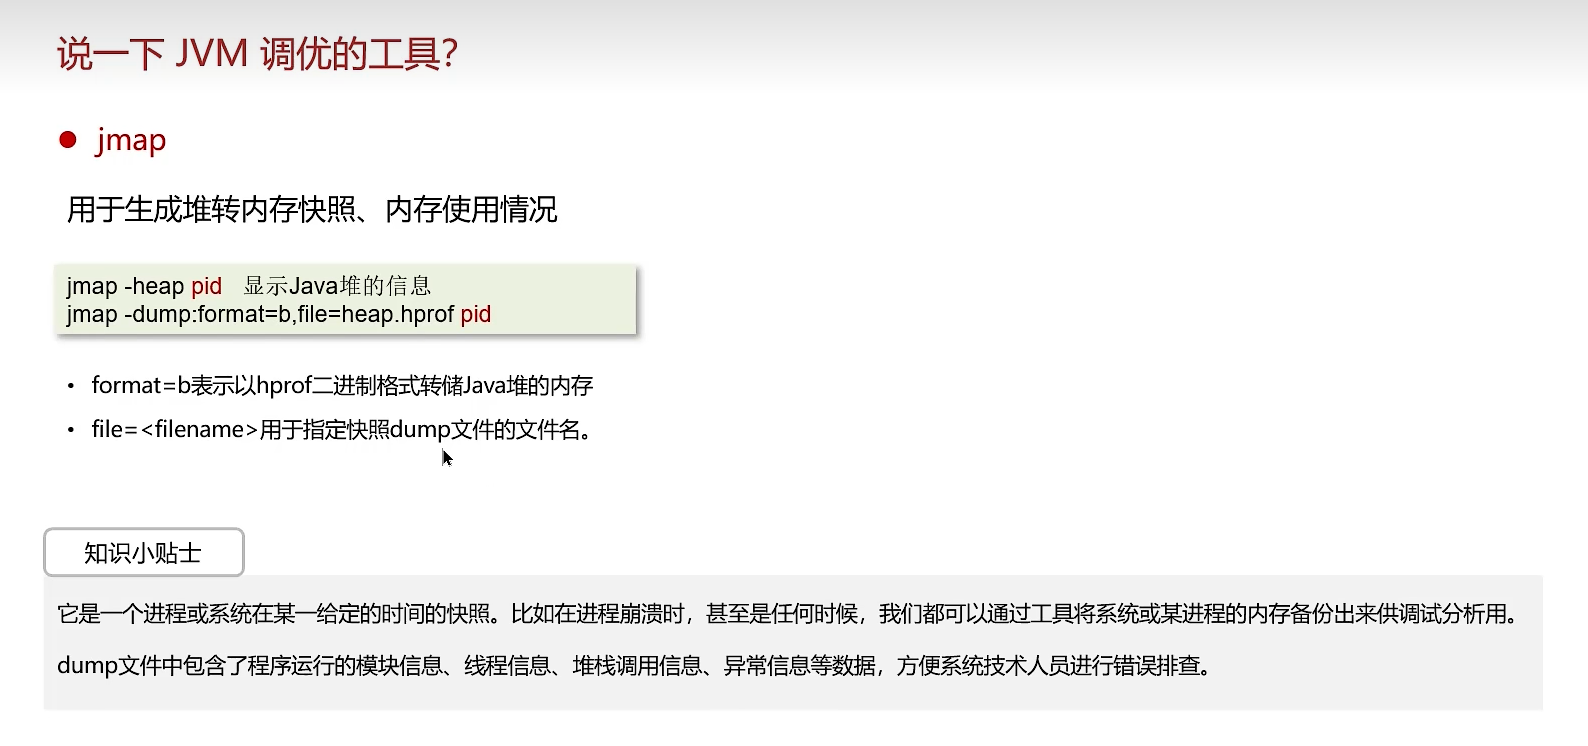 说一下 JVM 调优的工具?
● jmap
用于生成堆转内存快照、内存使用情况
jmap -heap pid 显示Java堆的信息
jmap -dump:format=b,file=heap.hprof pid
• format=b表示以hprof二进制格式转储Java堆的内存
• file=<filename>用于指定快照dump文件的文件名。
知识小贴士
它是一个进程或系统在某一给定的时间的快照。比如在进程崩溃时，甚至是任何时候，我们都可以通过工具将系统或某进程的内存备份出来供调试分析用。
dump文件中包含了程序运行的模块信息、线程信息、堆栈调用信息、异常信息等数据，方便系统技术人员进行错误排查。